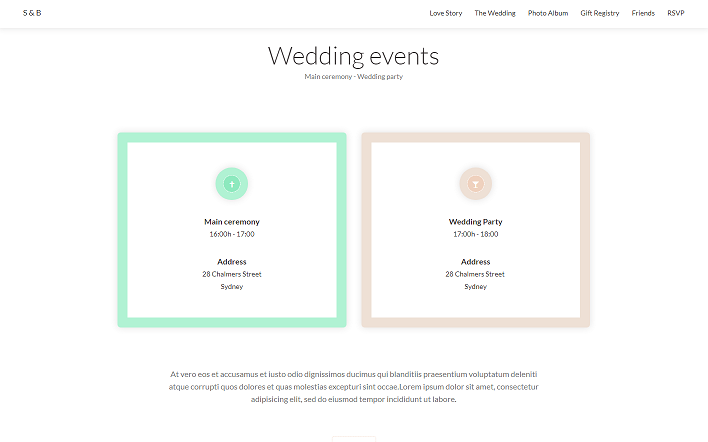 S & B
Love Story The Wedding Photo Album Gift Registry Friends RSVP
Wedding events
Main ceremony - Wedding party
Main ceremony
16:00h - 17:00
Address
28 Chalmers Street
Sydney
Wedding Party
17:00h - 18:00
Address
28 Chalmers Street
Sydney
At vero eos et accusamus et iusto odio dignissimos ducimus qui blanditiis praesentium voluptatum deleniti
atque corrupti quos dolores et quas molestias excepturi sint occae.Lorem ipsum dolor sit amet, consectetur
adipisicing elit, sed do eiusmod tempor incididunt ut labore.